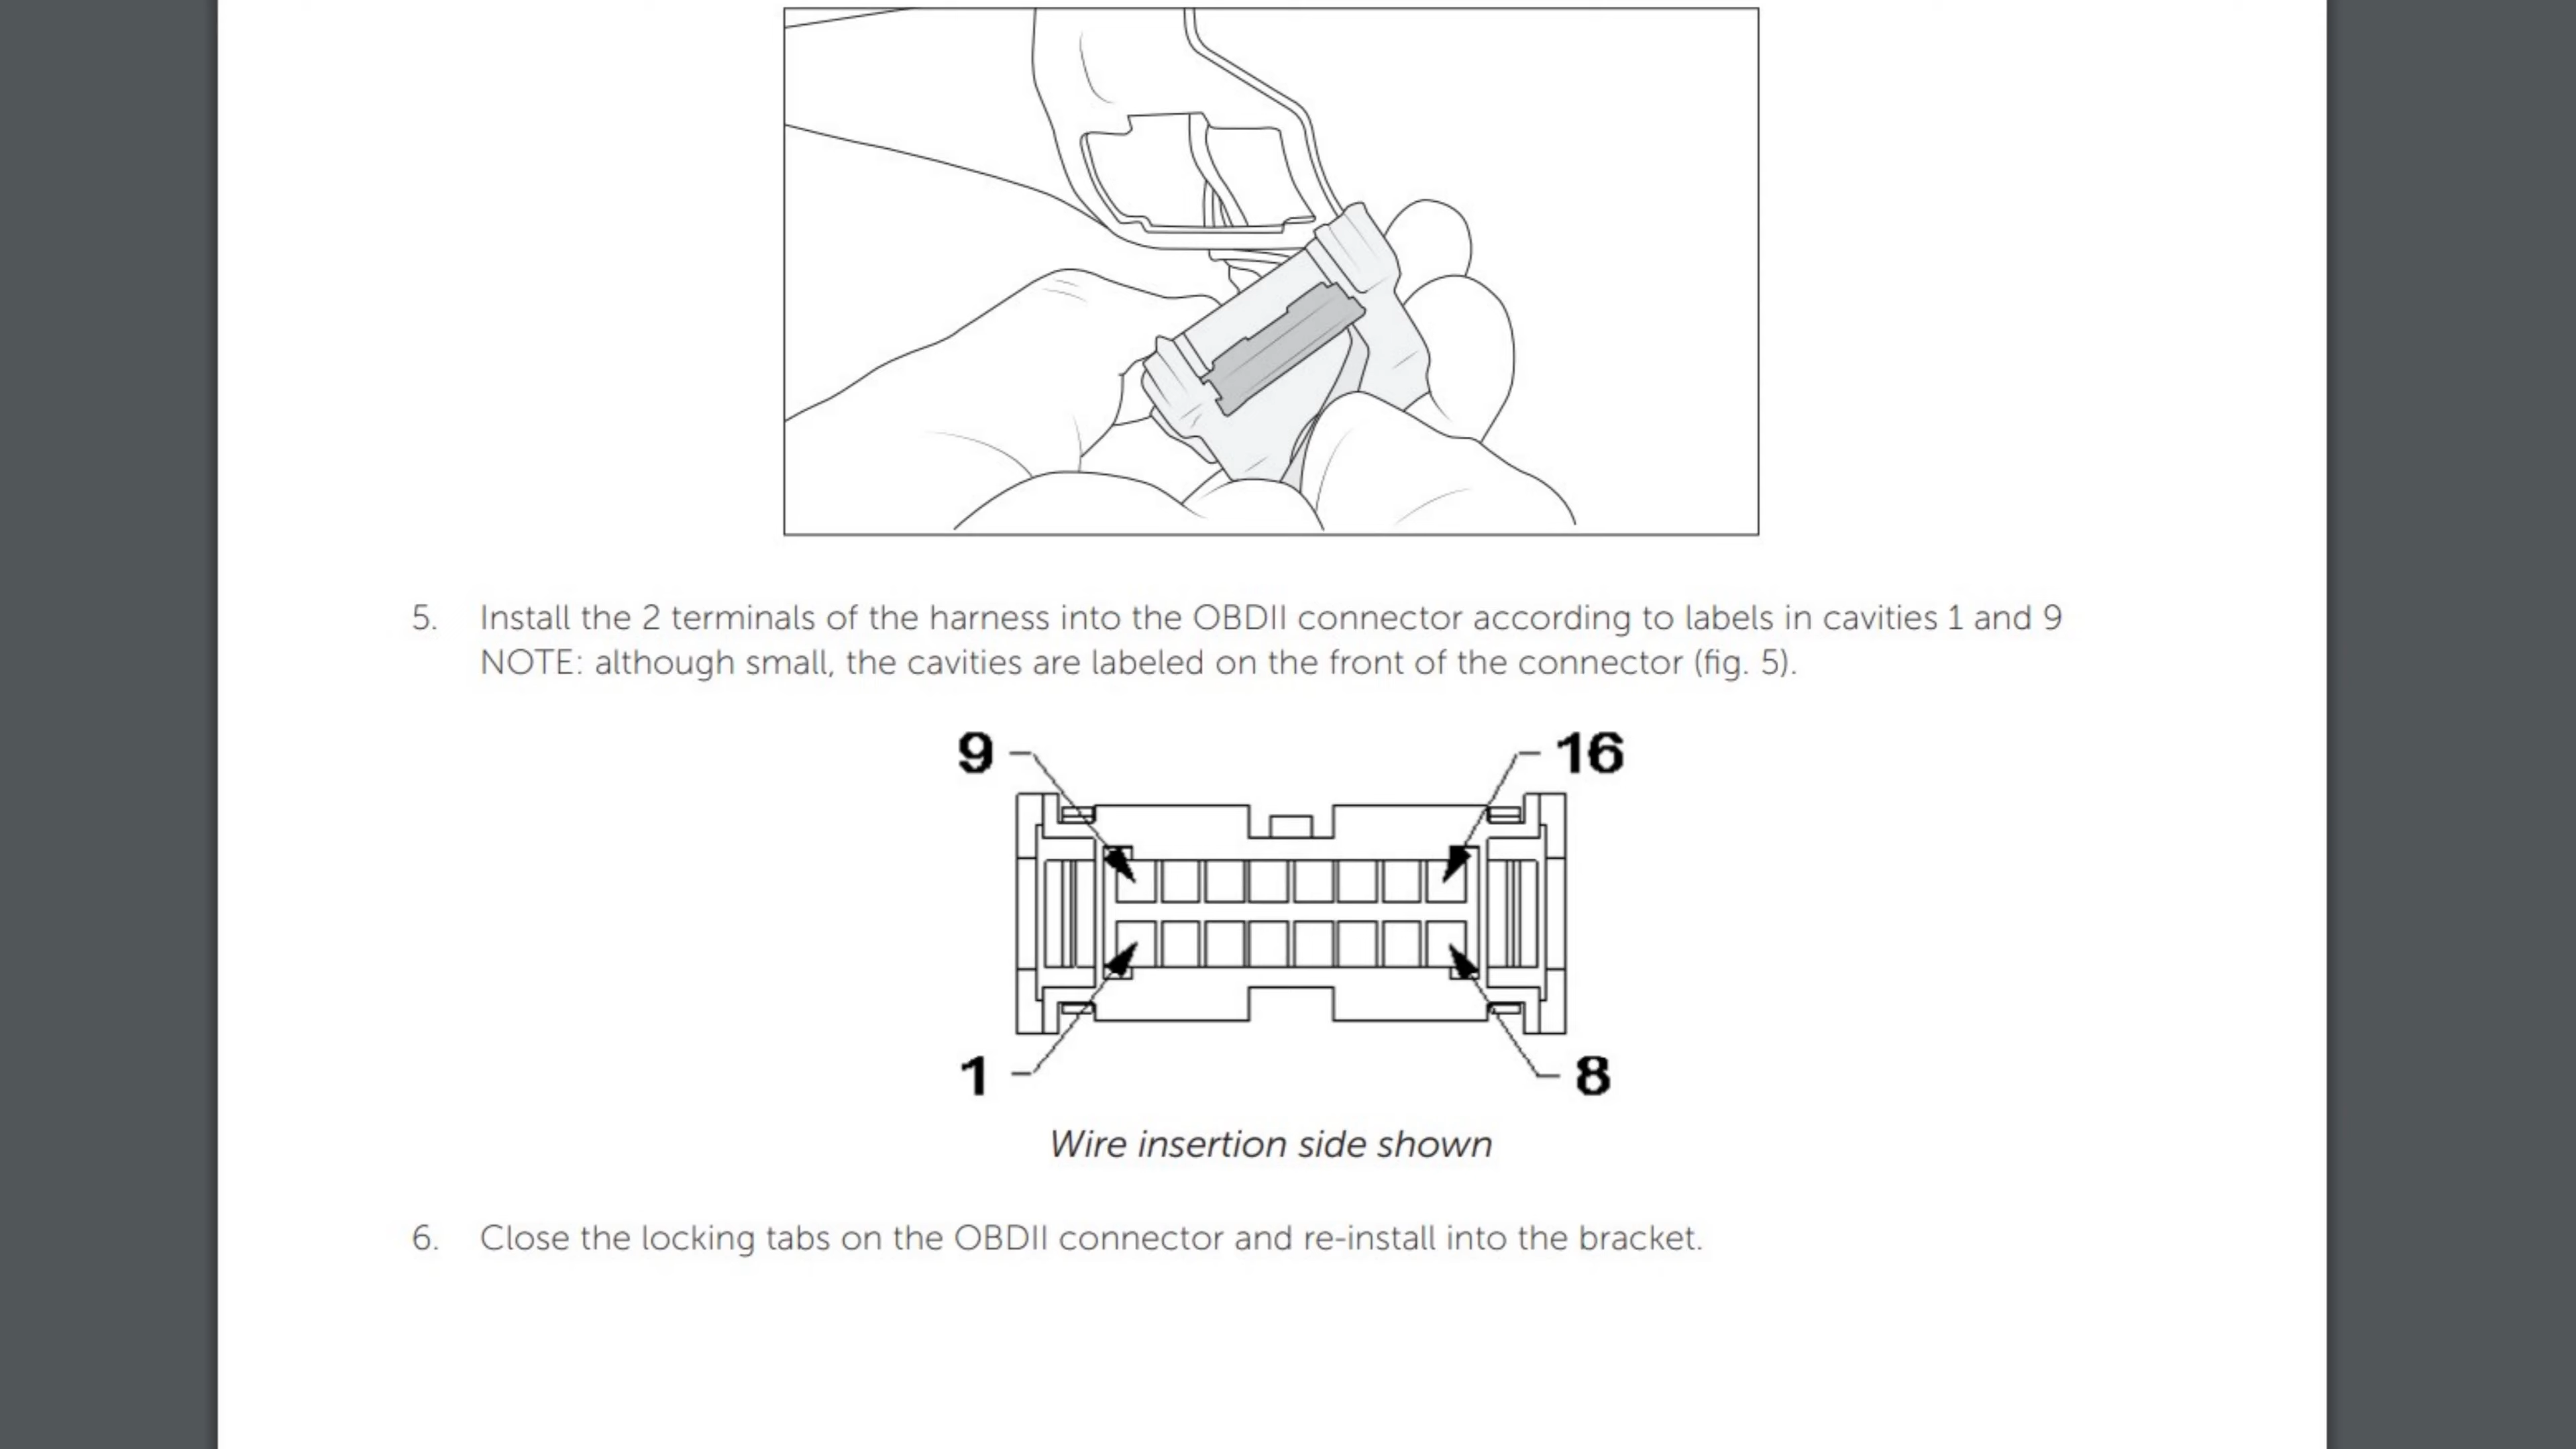 5. Install the 2 terminals of the harness into the OBDII connector according to labels in cavities 1 and 9
NOTE: although small, the cavities are labeled on the front of the connector (fig. 5).
9 16
1 8
Wire insertion side shown
6. Close the locking tabs on the OBDII connector and re-install into the bracket.